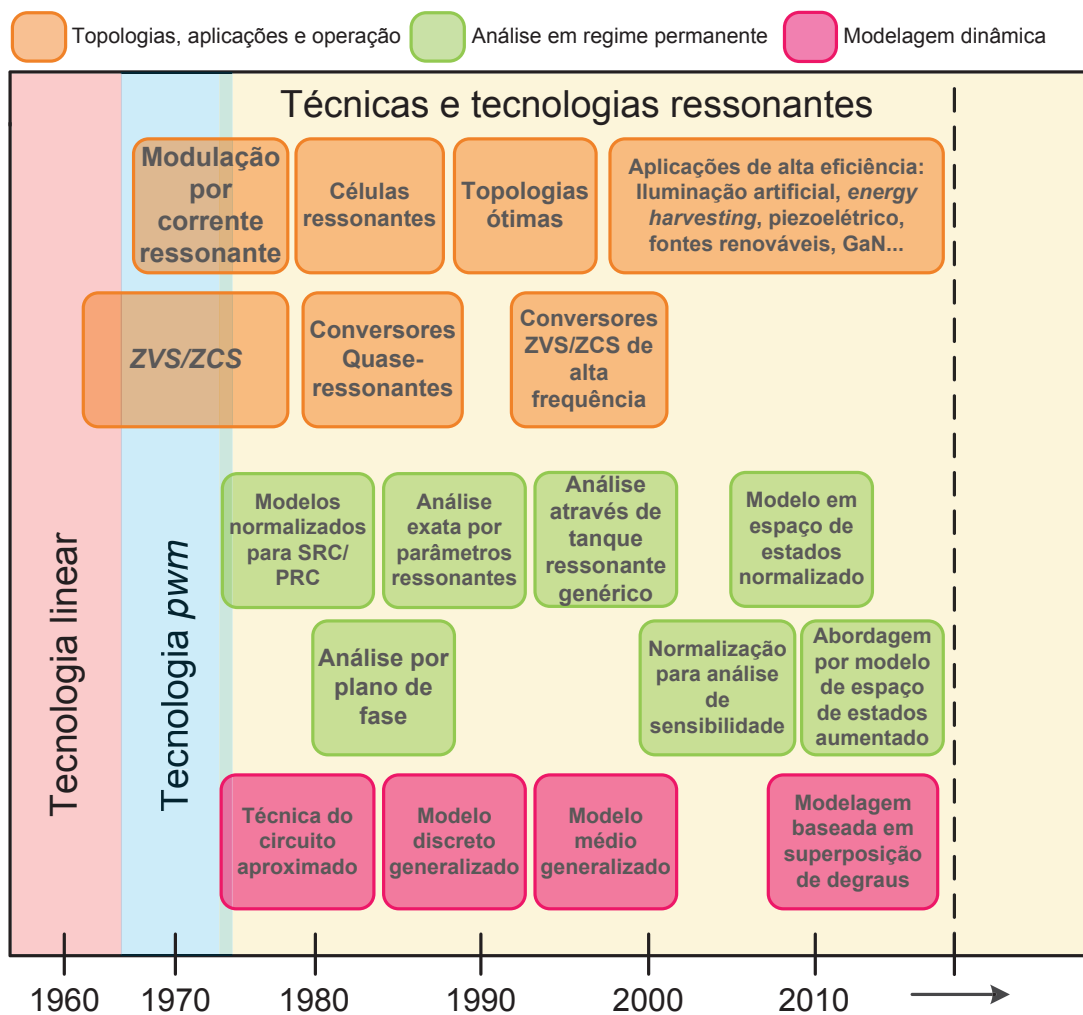 Topologias, aplicações e operação
Análise em regime permanente
Modelagem dinâmica
Técnicas e tecnologias ressonantes
Tecnologia linear
Tecnologia pwm
Modulação
por
corrente
ressonante
Células
ressonantes
Topologias
ótimas
Aplicações de alta eficiência:
Iluminação artificial, energy
harvesting, piezoelétrico,
fontes renováveis, GaN...
ZVS/ZCS
Conversores
Quase-
ressonantes
Conversores
ZVS/ZCS de
alta
frequência
Modelos
normalizados
para SRC/
PRC
Análise
exata por
parâmetros
ressonantes
Análise
através de
tanque
ressonante
genérico
Modelo em
espaço de
estados
normalizado
Análise por
plano de
fase
Normalização
para análise
de
sensibilidade
Abordagem
por modelo
de espaço
de estados
aumentado
Técnica do
circuito
aproximado
Modelo
discreto
generalizado
Modelo
médio
generalizado
Modelagem
baseada em
superposição
de degraus
1960
1970
1980
1990
2000
2010